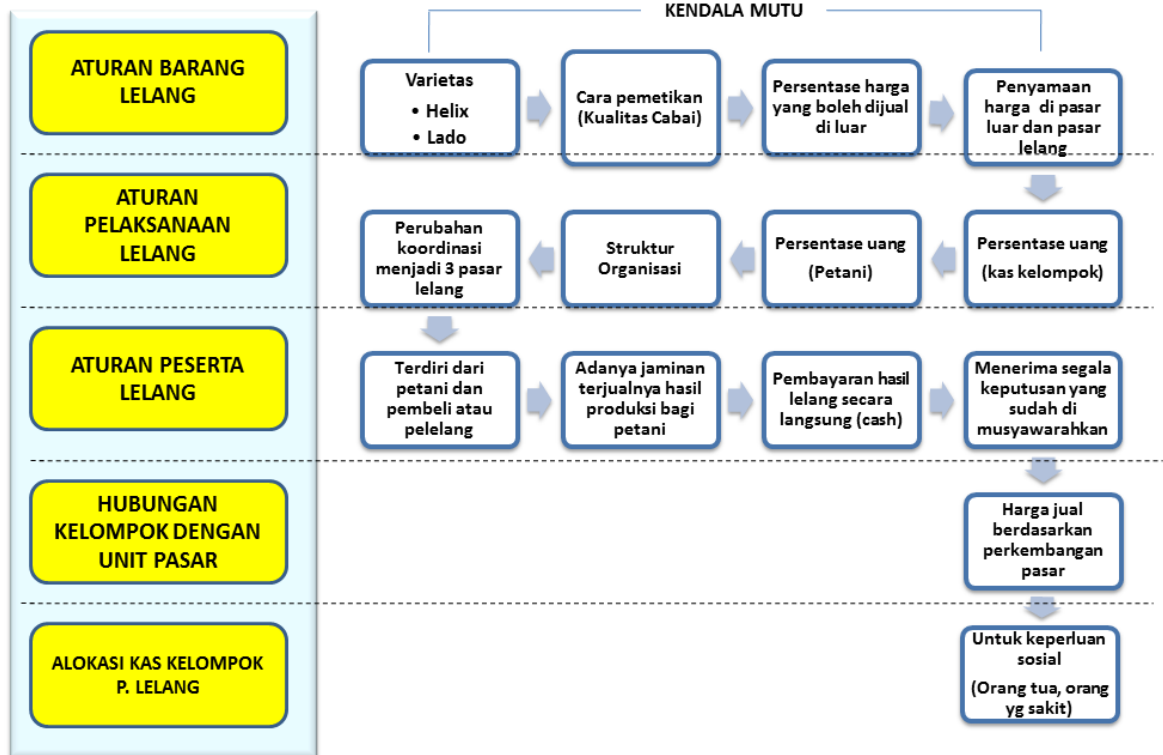 KENDALA MUTU
ATURAN BARANG
LELANG
Varietas
• Helix
• Lado
Cara pemetikan
(Kualitas Cabai)
Persentase harga
yang boleh dijual
di luar
Penyamaan
harga di pasar
luar dan pasar
lelang
ATURAN
PELAKSANAAN
LELANG
Perubahan
koordinasi
menjadi 3 pasar
lelang
Struktur
Organisasi
Persentase uang
(Petani)
Persentase uang
(kas kelompok)
ATURAN PESERTA
LELANG
Terdiri dari
petani dan
pembeli atau
pelelang
Adanya jaminan
terjualnya hasil
produksi bagi
petani
Pembayaran hasil
lelang secara
langsung (cash)
Menerima segala
keputusan yang
sudah di
musyawarahkan
HUBUNGAN
KELOMPOK DENGAN
UNIT PASAR
Harga jual
berdasarkan
perkembangan
pasar
ALOKASI KAS KELOMPOK
P. LELANG
Untuk keperluan
sosial
(Orang tua, orang
yg sakit)